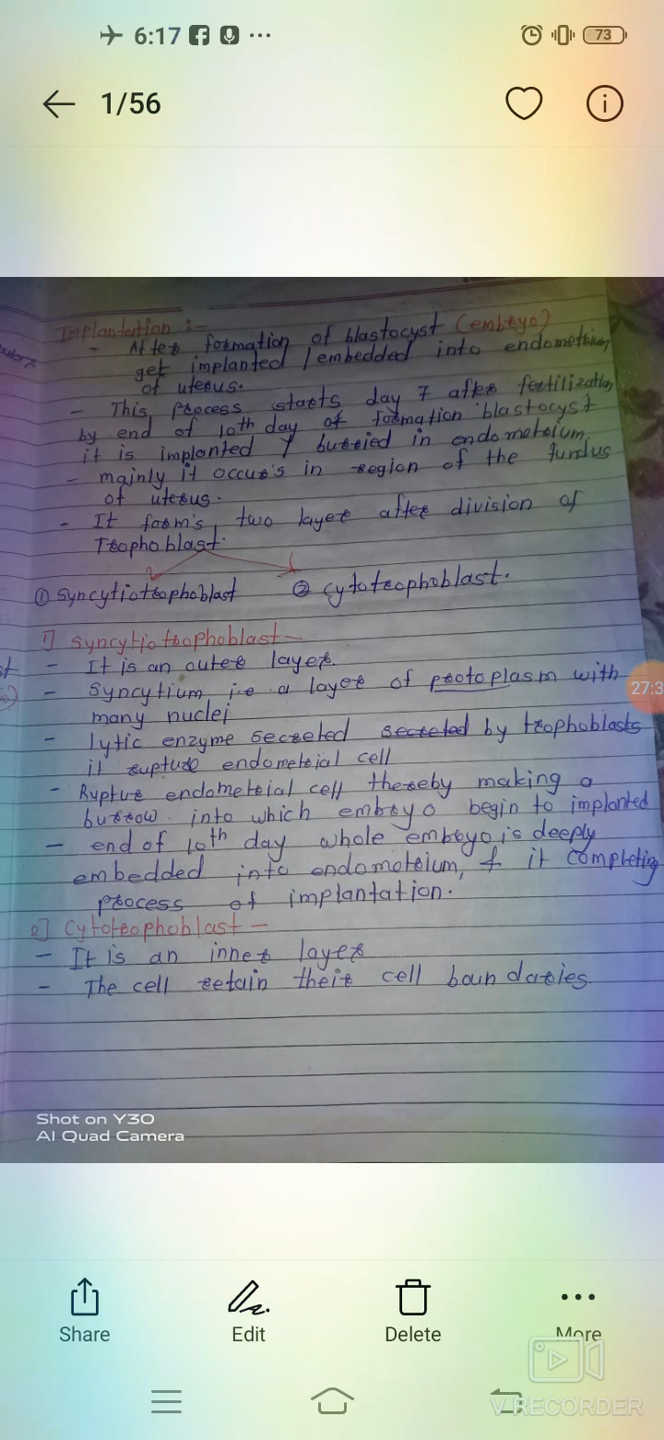 6:17
73
1/56
Implantation :-
- After formation of blastocyst (embryo)
get implanted / embedded into endometrium
of uterus.
- This process starts day 7 after fertilization
by end of 10th day of formation blastocyst
it is implanted / burried in endometrium
- mainly it occur's in region of the fundus
of uterus.
- It form's two layer after division of
Trophoblast.
① Syncytiotrophoblast ② cytotrophoblast.
1] Syncytiotrophoblast -
- It is an outer layer.
- Syncytium i.e a layer of protoplasm with
many nuclei
- lytic enzyme secreted secreted by trophoblasts
it rupture endometrial cell
- Rupture endometrial cell thereby making a
burrow into which embryo begin to implanted
- end of 10th day whole embryo is deeply
embedded into endometrium, & it completing
process of implantation.
2] Cytotrophoblast -
- It is an inner layer
- The cell retain their cell boundaries.
27:3
Shot on Y30
AI Quad Camera
Share Edit Delete More
V RECORDER